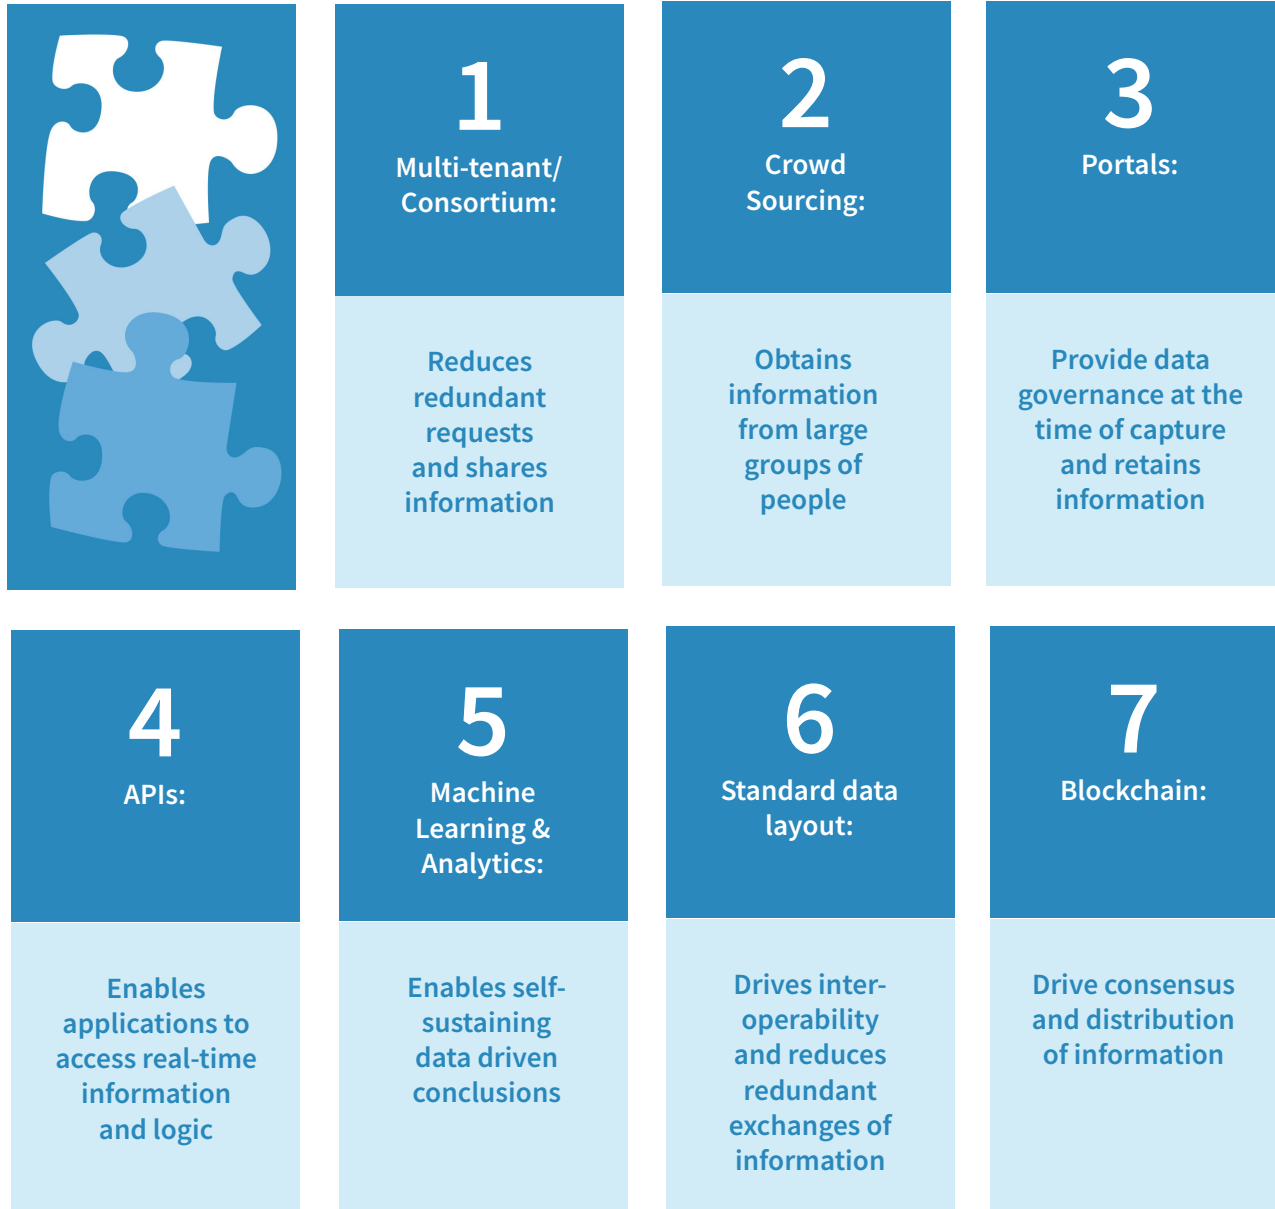 1
Multi-tenant/
Consortium:
Reduces
redundant
requests
and shares
information
2
Crowd
Sourcing:
Obtains
information
from large
groups of
people
3
Portals:
Provide data
governance at the
time of capture
and retains
information
4
APIs:
Enables
applications to
access real-time
information
and logic
5
Machine
Learning &
Analytics:
Enables self-
sustaining
data driven
conclusions
6
Standard data
layout:
Drives inter-
operability
and reduces
redundant
exchanges of
information
7
Blockchain:
Drive consensus
and distribution
of information